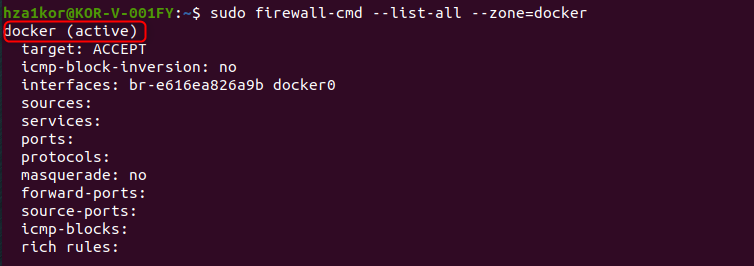 hza1kor@KOR-V-001FY:~$ sudo firewall-cmd --list-all --zone=docker
docker (active)
  target: ACCEPT
  icmp-block-inversion: no
  interfaces: br-e616ea826a9b docker0
  sources:
  services:
  ports:
  protocols:
  masquerade: no
  forward-ports:
  source-ports:
  icmp-blocks:
  rich rules: